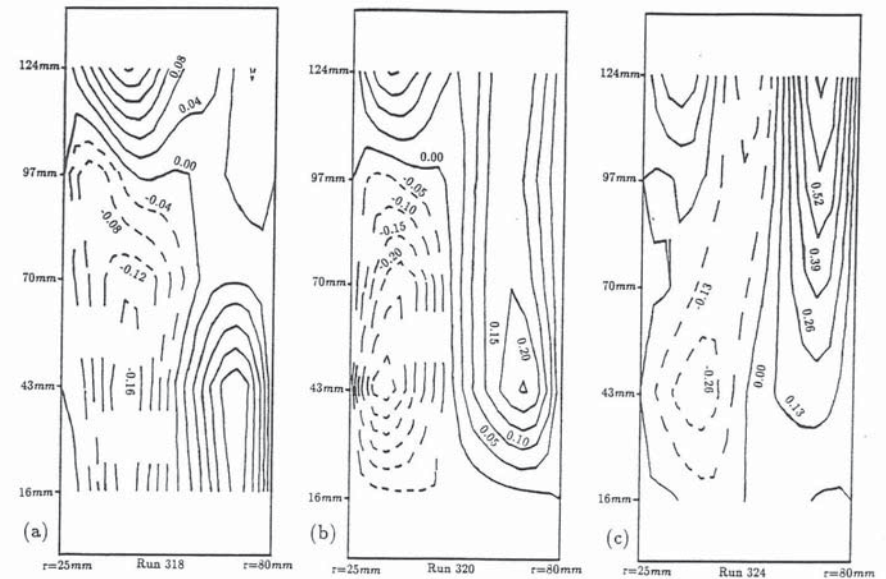 124mm
97mm
70mm
43mm
16mm
0.08
0.04
0.00
-0.04
-0.08
-0.12
-0.16
(a)
r=25mm Run 318 r=80mm
124mm
97mm
70mm
43mm
16mm
0.00
-0.05
-0.10
-0.15
-0.20
0.15
0.20
0.10
0.05
(b)
r=25mm Run 320 r=80mm
124mm
97mm
70mm
43mm
16mm
0.52
0.39
0.26
0.13
0.00
-0.13
-0.26
(c)
r=25mm Run 324 r=80mm